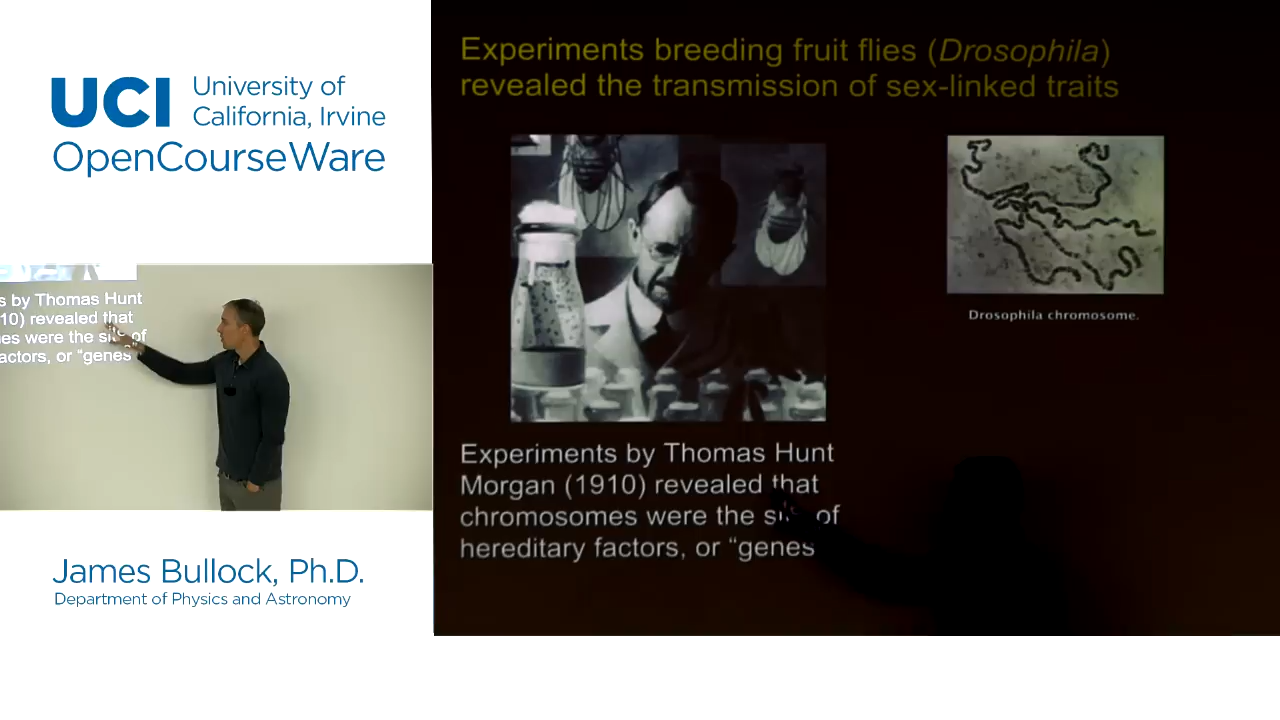 UCI
University of
California, Irvine
OpenCourseWare
s by Thomas Hunt
10) revealed that
es were the site of
actors, or "genes"
James Bullock, Ph.D.
Department of Physics and Astronomy
Experiments breeding fruit flies (Drosophila)
revealed the transmission of sex-linked traits
Drosophila chromosome.
Experiments by Thomas Hunt
Morgan (1910) revealed that
chromosomes were the site of
hereditary factors, or “genes